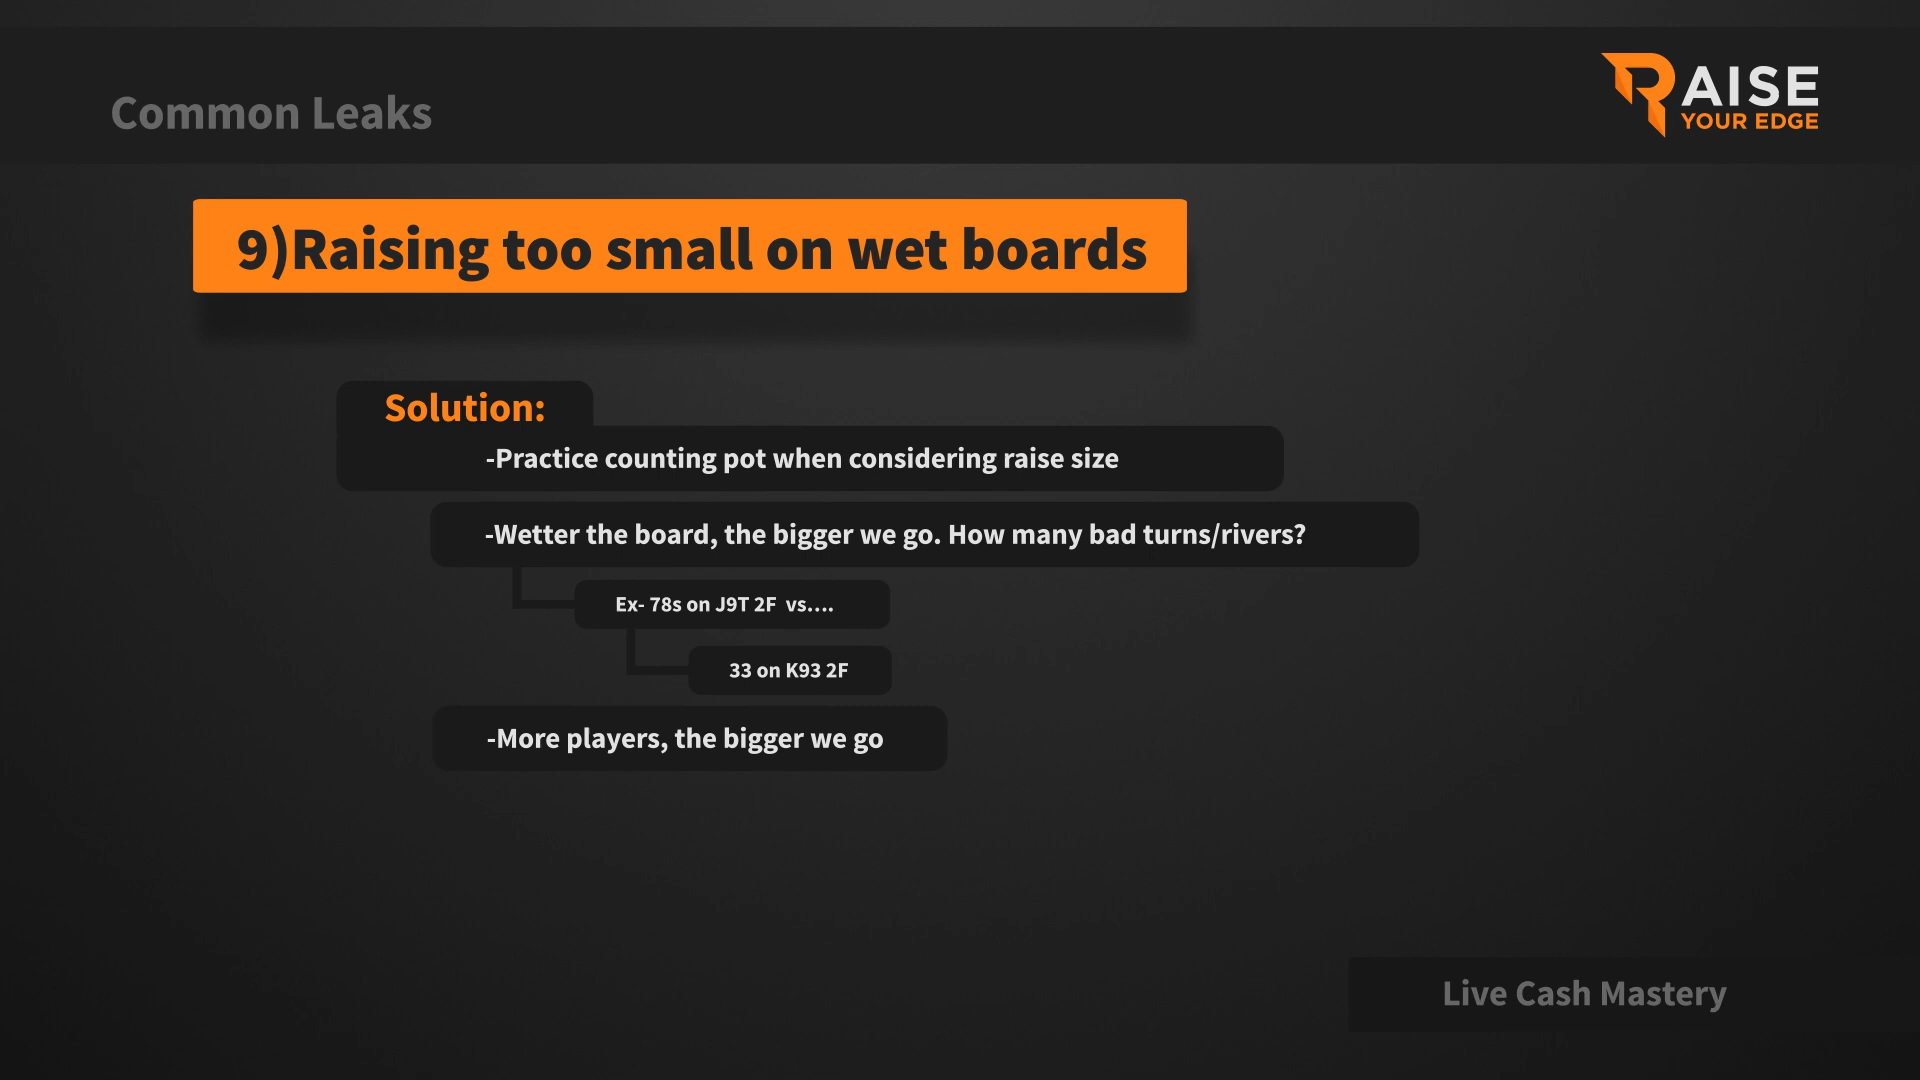 Common Leaks
RAISE
YOUR EDGE
9)Raising too small on wet boards
Solution:
-Practice counting pot when considering raise size
-Wetter the board, the bigger we go. How many bad turns/rivers?
Ex- 78s on J9T 2F  vs....
33 on K93 2F
-More players, the bigger we go
Live Cash Mastery